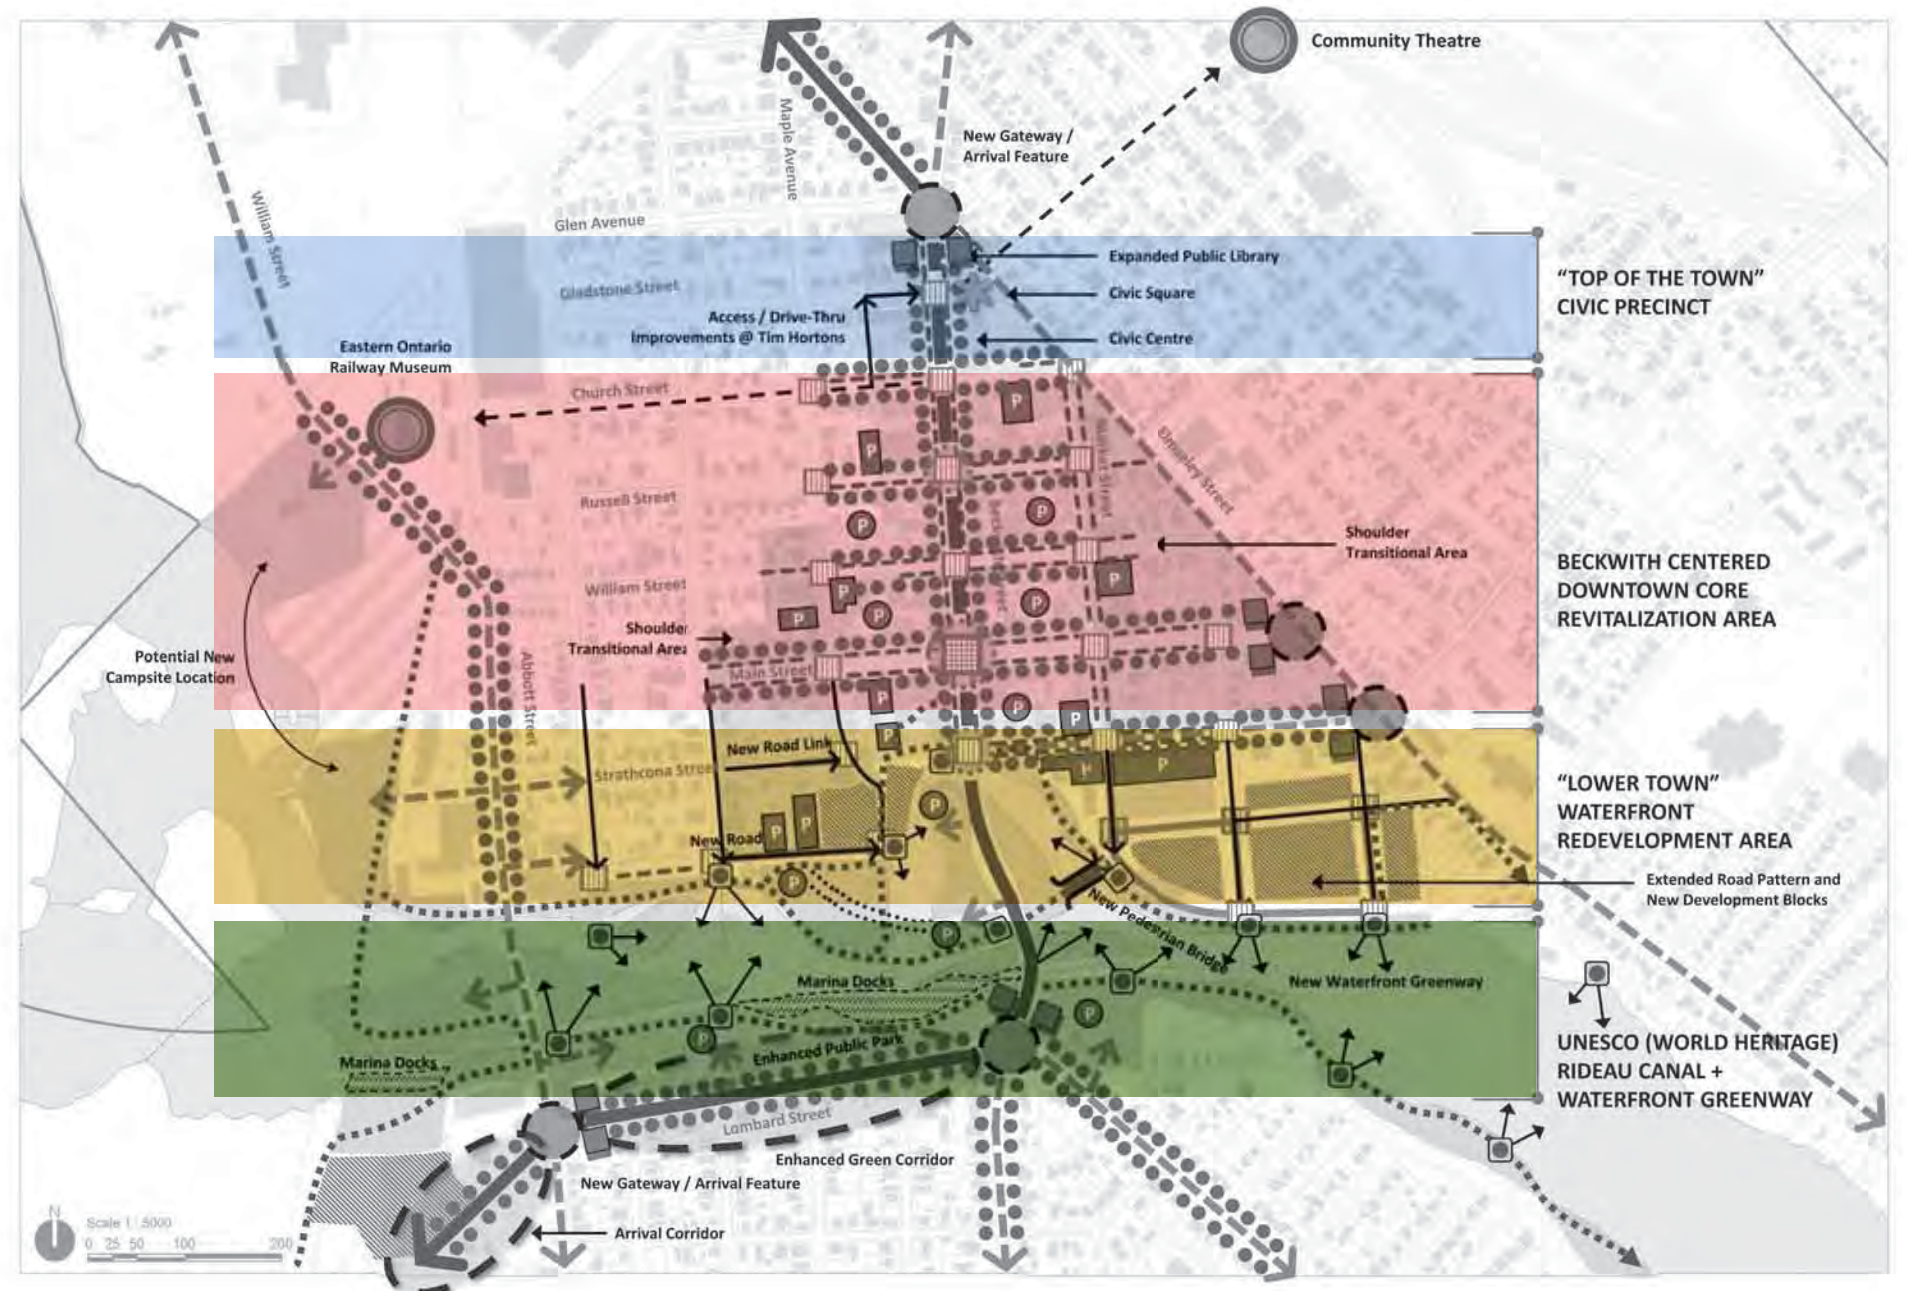 Community Theatre
Maple Avenue
New Gateway /
Arrival Feature
William Street
Glen Avenue
Expanded Public Library
Gladstone Street
Civic Square
"TOP OF THE TOWN"
CIVIC PRECINCT
Access / Drive-Thru
Improvements @ Tim Hortons
Civic Centre
Eastern Ontario
Railway Museum
Church Street
P
P
Elmsley Street
Russell Street
P
P
Shoulder
Transitional Area
BECKWITH CENTERED
DOWNTOWN CORE
REVITALIZATION AREA
William Street
P
P
P
P
P
Shoulder
Transitional Area
Potential New
Campsite Location
Main Street
Abbott Street
P
P
P
P
New Road Link
Strathcona Street
P
P
"LOWER TOWN"
WATERFRONT
REDEVELOPMENT AREA
P
P
P
New Road
P
Extended Road Pattern and
New Development Blocks
New Pedestrian Bridge
P
Marina Docks
New Waterfront Greenway
P
P
Enhanced Public Park
Marina Docks
UNESCO (WORLD HERITAGE)
RIDEAU CANAL +
WATERFRONT GREENWAY
Lombard Street
Enhanced Green Corridor
New Gateway / Arrival Feature
Arrival Corridor
N
Scale 1 : 5000
0 25 50 100 200